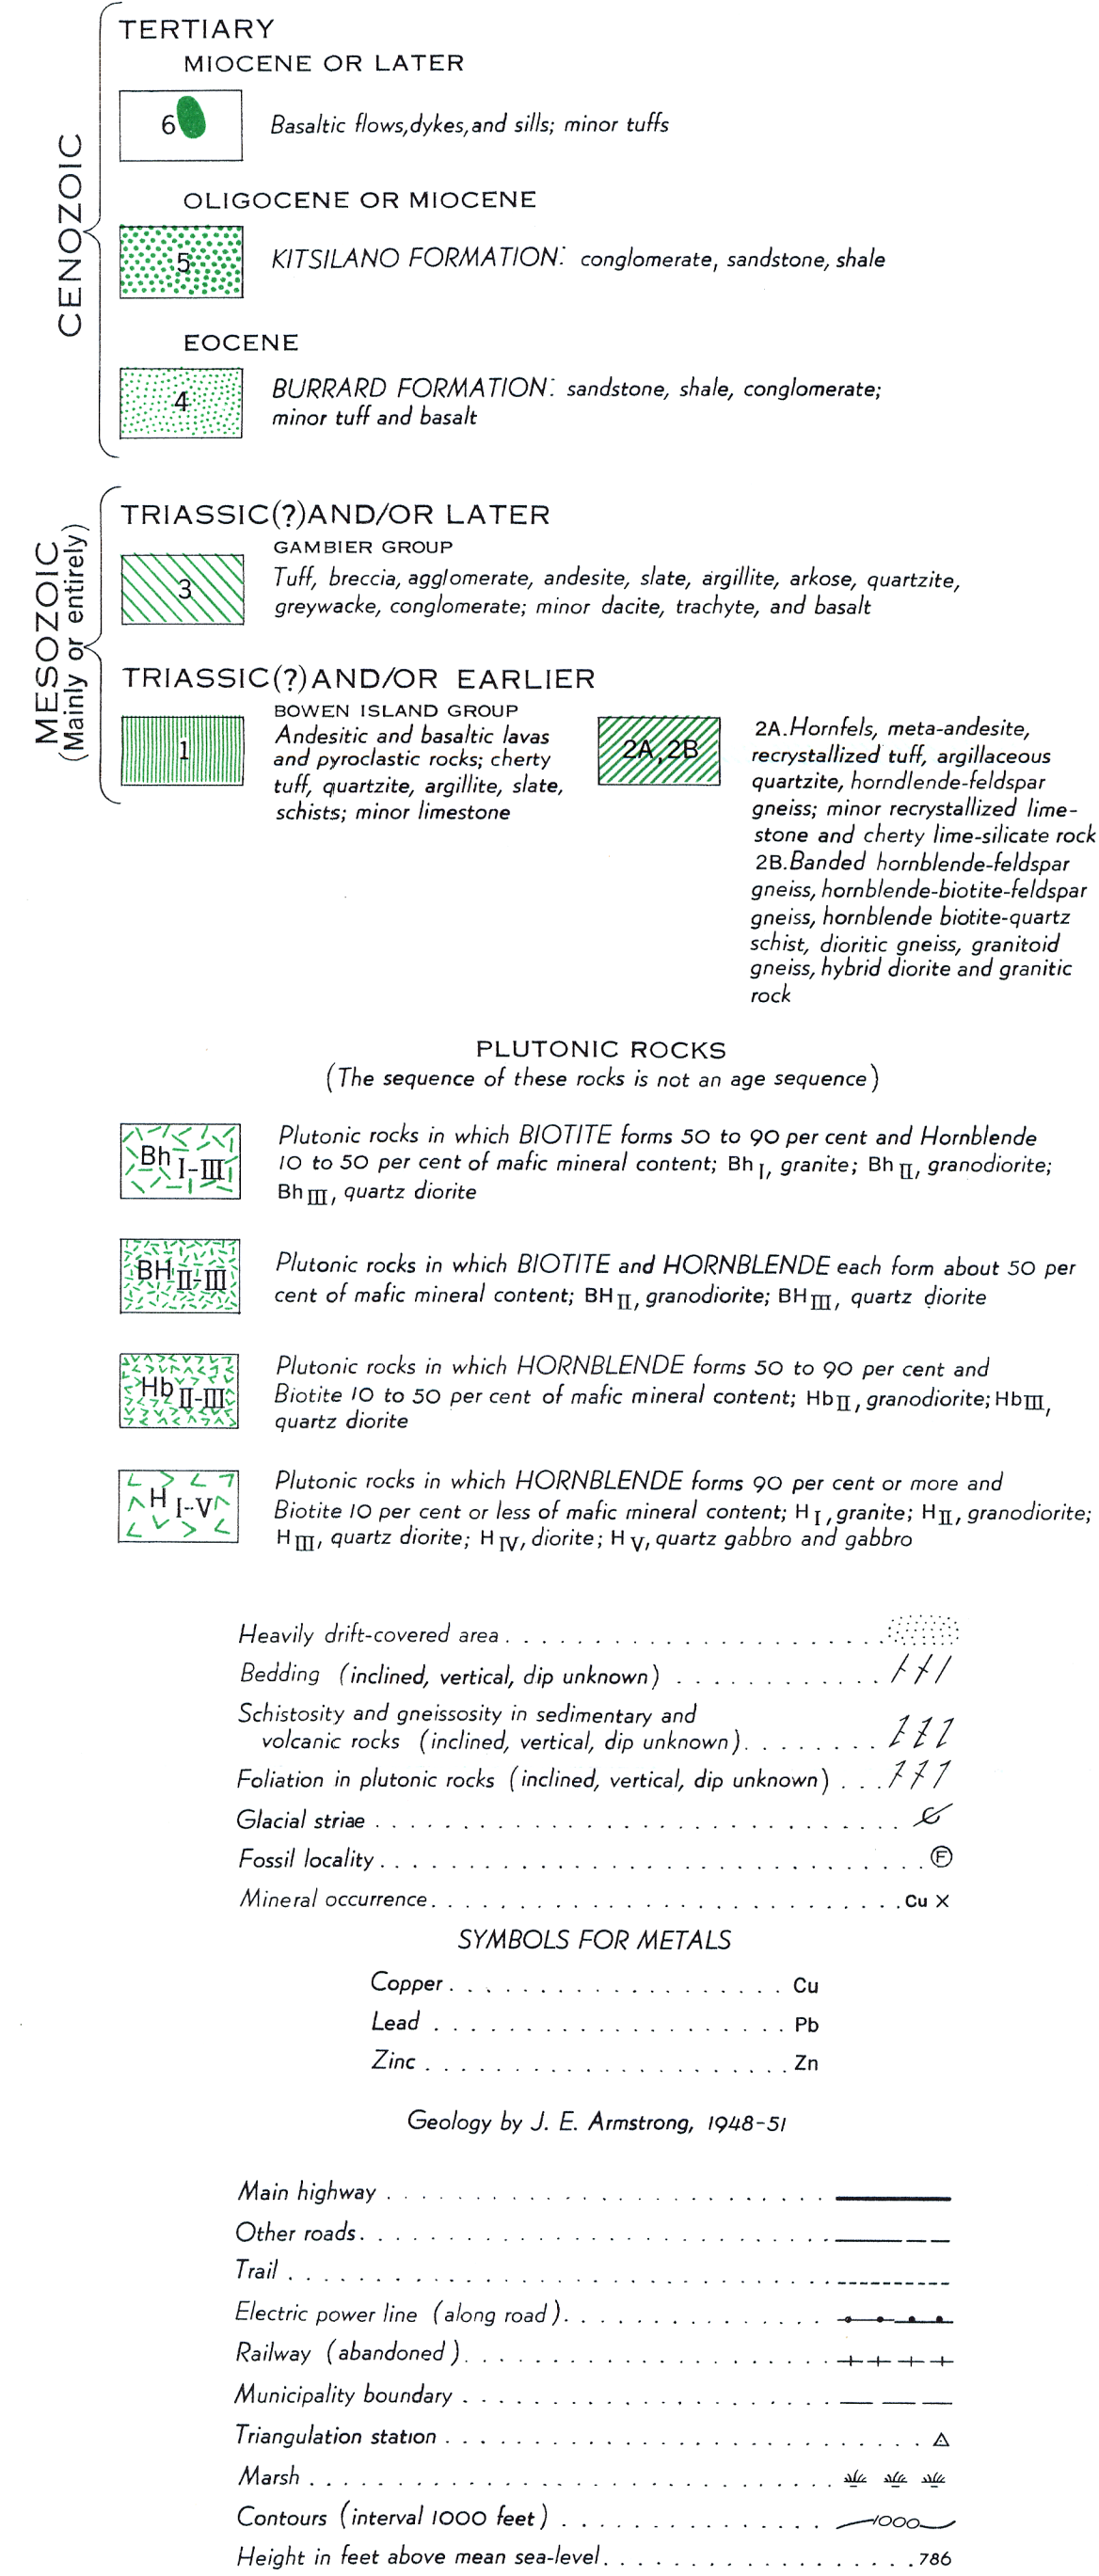 CENOZOIC
TERTIARY
MIOCENE OR LATER
6
Basaltic flows, dykes, and sills; minor tuffs
OLIGOCENE OR MIOCENE
5
KITSILANO FORMATION: conglomerate, sandstone, shale
EOCENE
4
BURRARD FORMATION: sandstone, shale, conglomerate;
minor tuff and basalt
MESOZOIC
(Mainly or entirely)
TRIASSIC(?) AND/OR LATER
GAMBIER GROUP
3
Tuff, breccia, agglomerate, andesite, slate, argillite, arkose, quartzite,
greywacke, conglomerate; minor dacite, trachyte, and basalt
TRIASSIC(?) AND/OR EARLIER
BOWEN ISLAND GROUP
1
Andesitic and basaltic lavas
and pyroclastic rocks; cherty
tuff, quartzite, argillite, slate,
schists; minor limestone
2A, 2B
2A. Hornfels, meta-andesite,
recrystallized tuff, argillaceous
quartzite, horndlende-feldspar
gneiss; minor recrystallized lime-
stone and cherty lime-silicate rock
2B. Banded hornblende-feldspar
gneiss, hornblende-biotite-feldspar
gneiss, hornblende biotite-quartz
schist, dioritic gneiss, granitoid
gneiss, hybrid diorite and granitic
rock
PLUTONIC ROCKS
(The sequence of these rocks is not an age sequence)
Bh I-III
Plutonic rocks in which BIOTITE forms 50 to 90 per cent and Hornblende
10 to 50 per cent of mafic mineral content; Bh I, granite; Bh II, granodiorite;
Bh III, quartz diorite
BH II-III
Plutonic rocks in which BIOTITE and HORNBLENDE each form about 50 per
cent of mafic mineral content; BH II, granodiorite; BH III, quartz diorite
Hb II-III
Plutonic rocks in which HORNBLENDE forms 50 to 90 per cent and
Biotite 10 to 50 per cent of mafic mineral content; Hb II, granodiorite; Hb III,
quartz diorite
H I-V
Plutonic rocks in which HORNBLENDE forms 90 per cent or more and
Biotite 10 per cent or less of mafic mineral content; H I, granite; H II, granodiorite;
H III, quartz diorite; H IV, diorite; H V, quartz gabbro and gabbro
Heavily drift-covered area
Bedding (inclined, vertical, dip unknown)
Schistosity and gneissosity in sedimentary and
volcanic rocks (inclined, vertical, dip unknown)
Foliation in plutonic rocks (inclined, vertical, dip unknown)
Glacial striae
Fossil locality F
Mineral occurrence Cu X
SYMBOLS FOR METALS
Copper Cu
Lead Pb
Zinc Zn
Geology by J. E. Armstrong, 1948-51
Main highway
Other roads
Trail
Electric power line (along road)
Railway (abandoned)
Municipality boundary
Triangulation station
Marsh
Contours (interval 1000 feet) 1000
Height in feet above mean sea-level 786